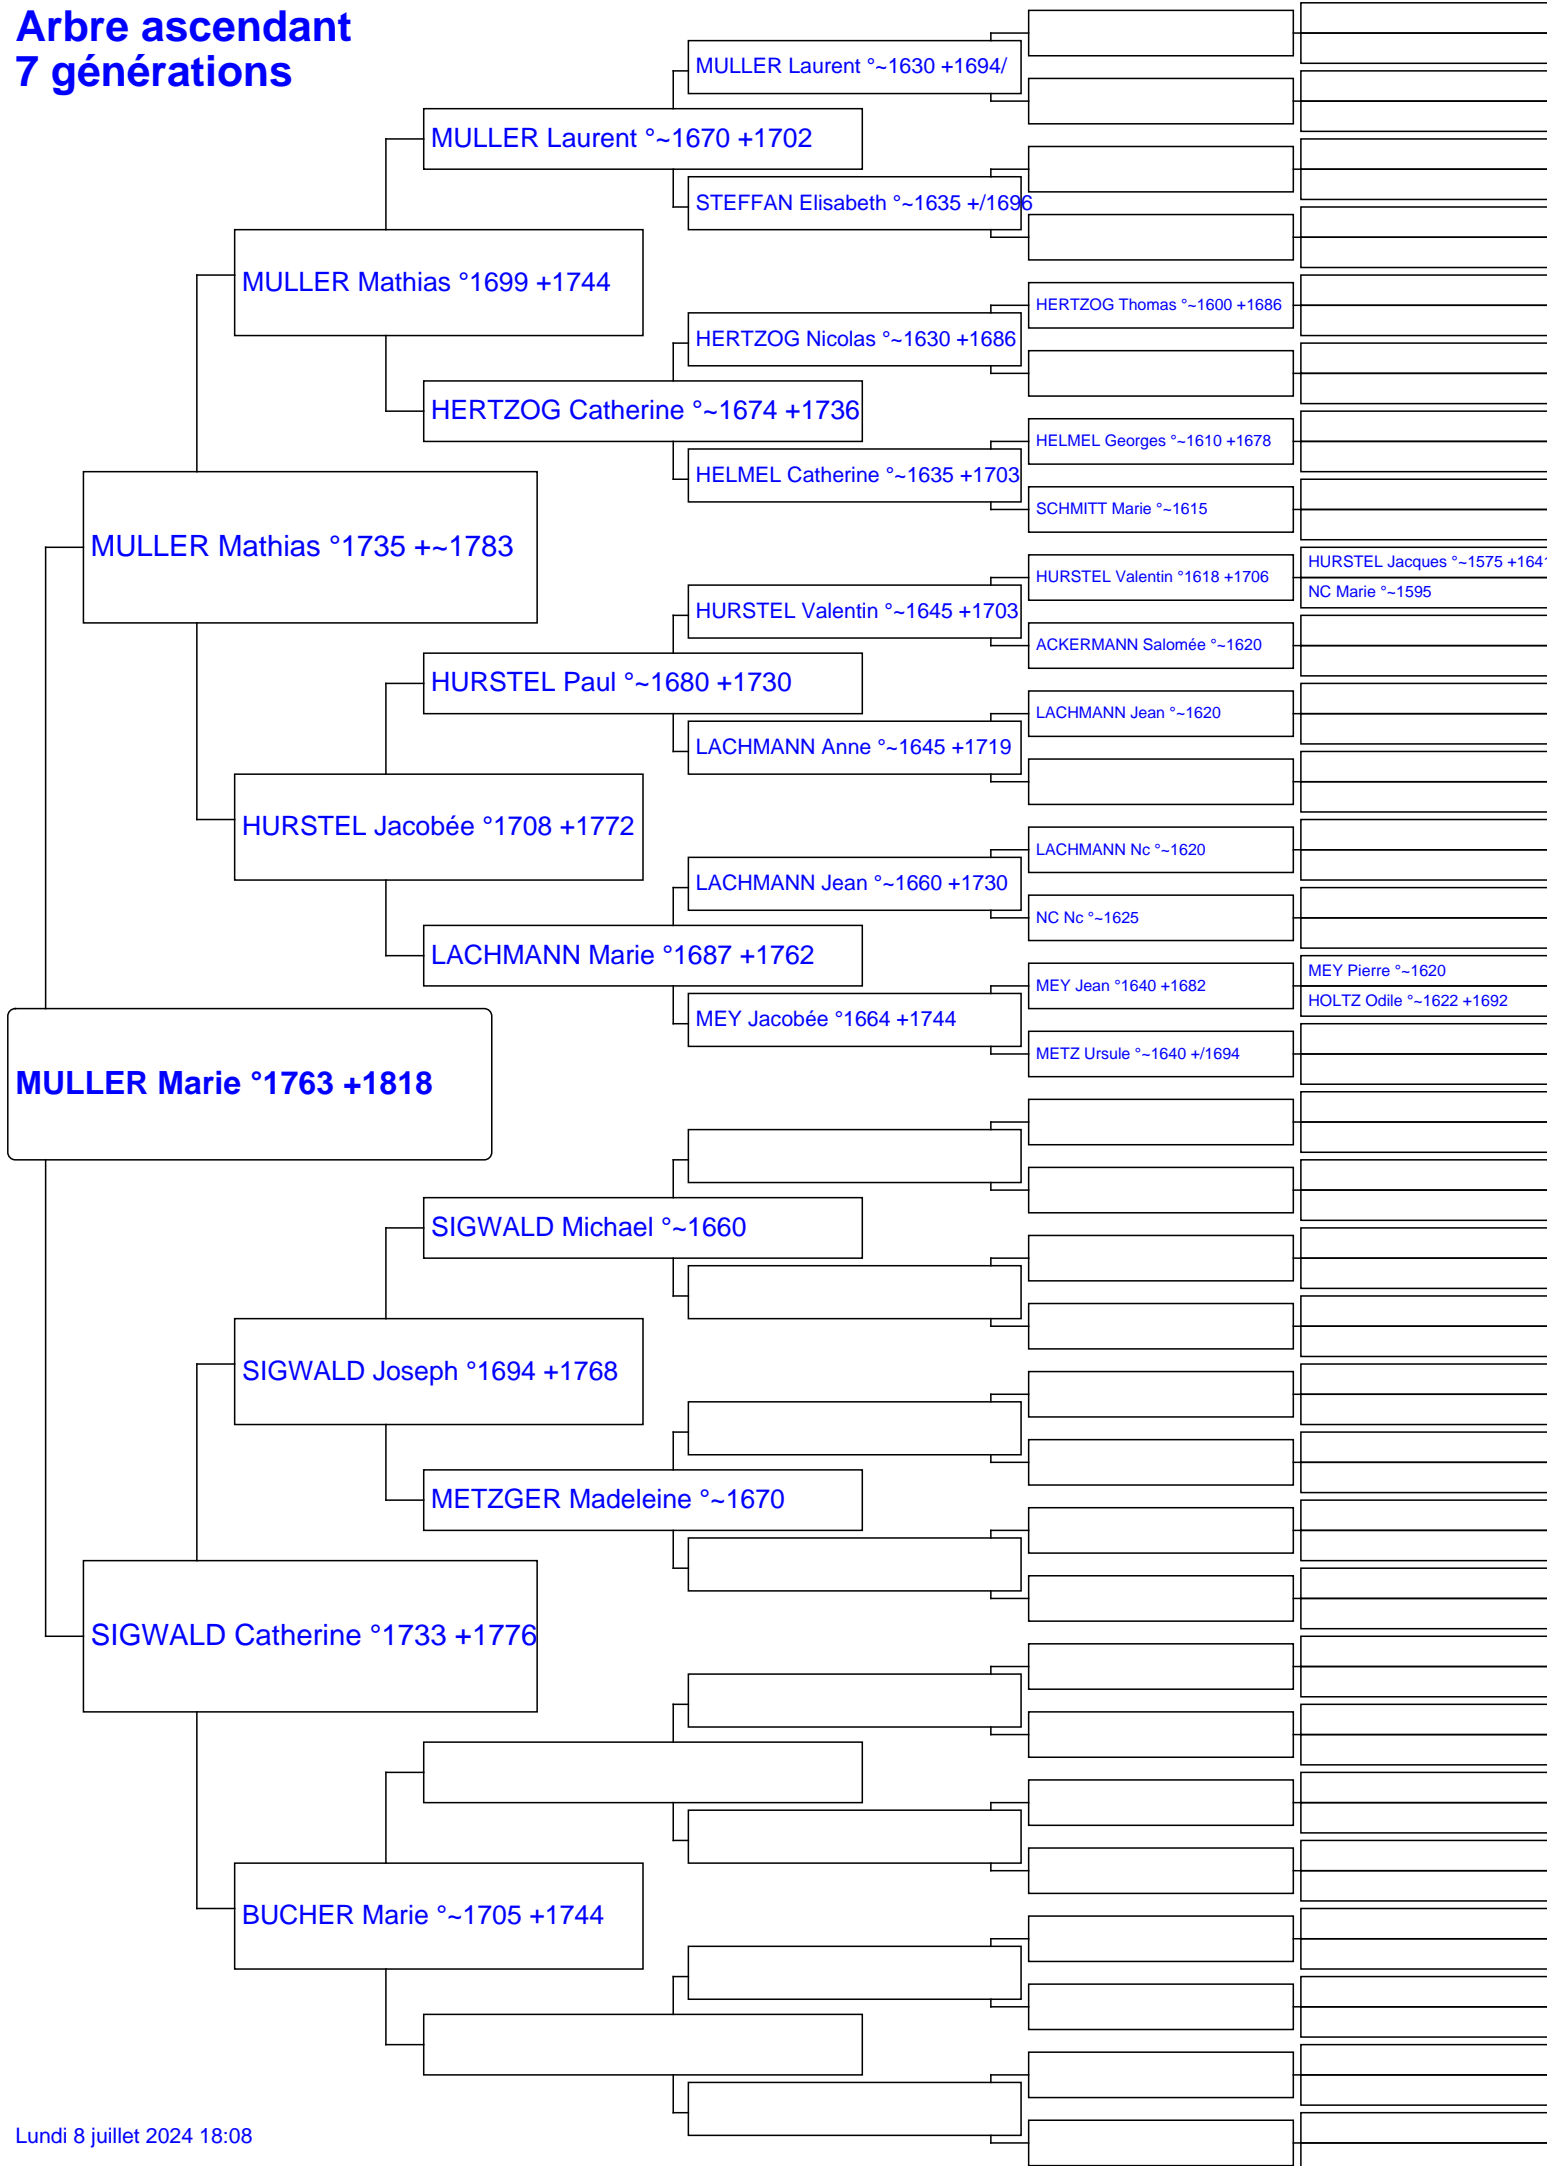 Arbre ascendant
7 générations
MULLER Laurent °~1630 +1694/
MULLER Laurent °~1670 +1702
STEFFAN Elisabeth °~1635 +/1696
MULLER Mathias °1699 +1744
HERTZOG Thomas °~1600 +1686
HERTZOG Nicolas °~1630 +1686
HERTZOG Catherine °~1674 +1736
HELMEL Georges °~1610 +1678
HELMEL Catherine °~1635 +1703
SCHMITT Marie °~1615
MULLER Mathias °1735 +~1783
HURSTEL Jacques °~1575 +1641
HURSTEL Valentin °1618 +1706
NC Marie °~1595
HURSTEL Valentin °~1645 +1703
ACKERMANN Salomée °~1620
HURSTEL Paul °~1680 +1730
LACHMANN Jean °~1620
LACHMANN Anne °~1645 +1719
HURSTEL Jacobée °1708 +1772
LACHMANN Nc °~1620
LACHMANN Jean °~1660 +1730
NC Nc °~1625
LACHMANN Marie °1687 +1762
MEY Pierre °~1620
MEY Jean °1640 +1682
HOLTZ Odile °~1622 +1692
MEY Jacobée °1664 +1744
METZ Ursule °~1640 +/1694
MULLER Marie °1763 +1818
SIGWALD Michael °~1660
SIGWALD Joseph °1694 +1768
METZGER Madeleine °~1670
SIGWALD Catherine °1733 +1776
BUCHER Marie °~1705 +1744
Lundi 8 juillet 2024 18:08